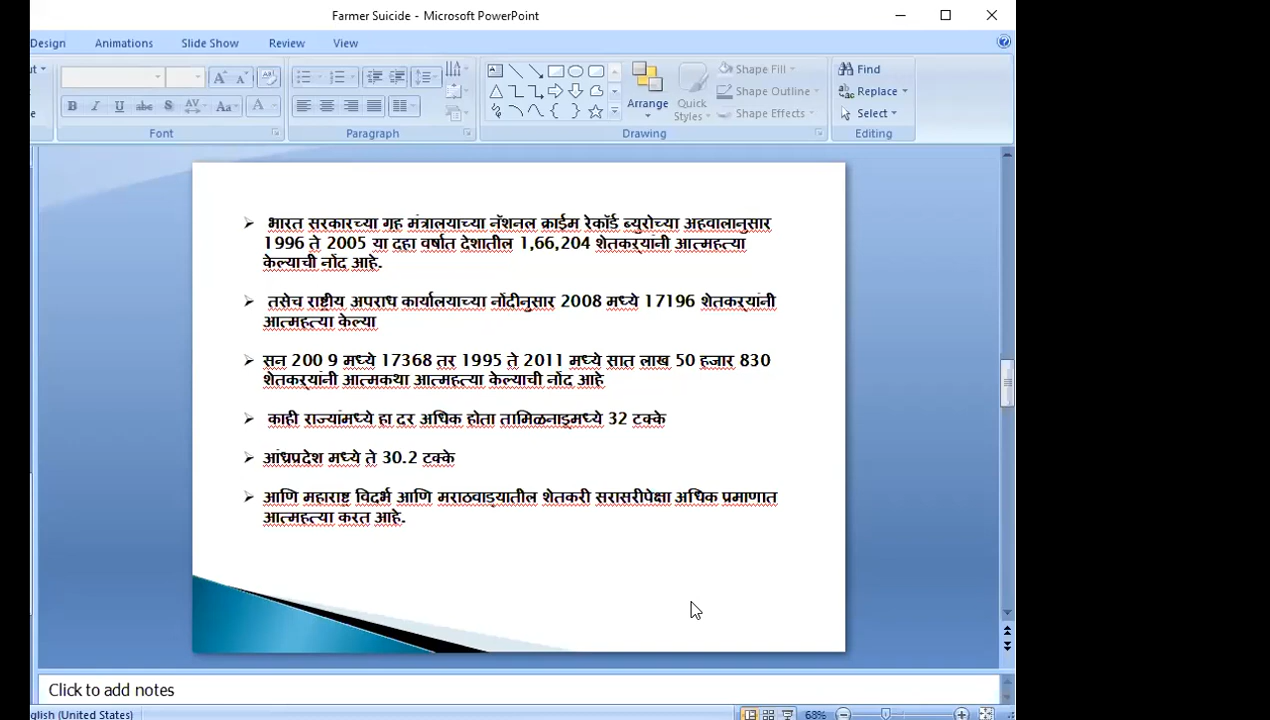 Farmer Suicide - Microsoft PowerPoint
Design Animations Slide Show Review View
Shape Fill Find
Arrange Quick Styles Shape Outline Replace
Shape Effects Select
Font Paragraph Drawing Editing
भारत सरकारच्या गह मंत्रालयाच्या नॅशनल क्राईम रेकॉर्ड ब्युरोच्या अहवालानुसार
1996 ते 2005 या दहा वर्षात देशातील 1,66,204 शेतकऱ्यांनी आत्महत्या
केल्याची नोंद आहे.
तसेच राष्ट्रीय अपराध कार्यालयाच्या नोंदीनुसार 2008 मध्ये 17196 शेतकऱ्यांनी
आत्महत्या केल्या
सन 200 9 मध्ये 17368 तर 1995 ते 2011 मध्ये सात लाख 50 हजार 830
शेतकऱ्यांनी आत्मकथा आत्महत्या केल्याची नोंद आहे
काही राज्यांमध्ये हा दर अधिक होता तामिळनाडूमध्ये 32 टक्के
आंध्रप्रदेश मध्ये ते 30.2 टक्के
आणि महाराष्ट्र विदर्भ आणि मराठवाड्यातील शेतकरी सरासरीपेक्षा अधिक प्रमाणात
आत्महत्या करत आहे.
Click to add notes
glish (United States) 68%